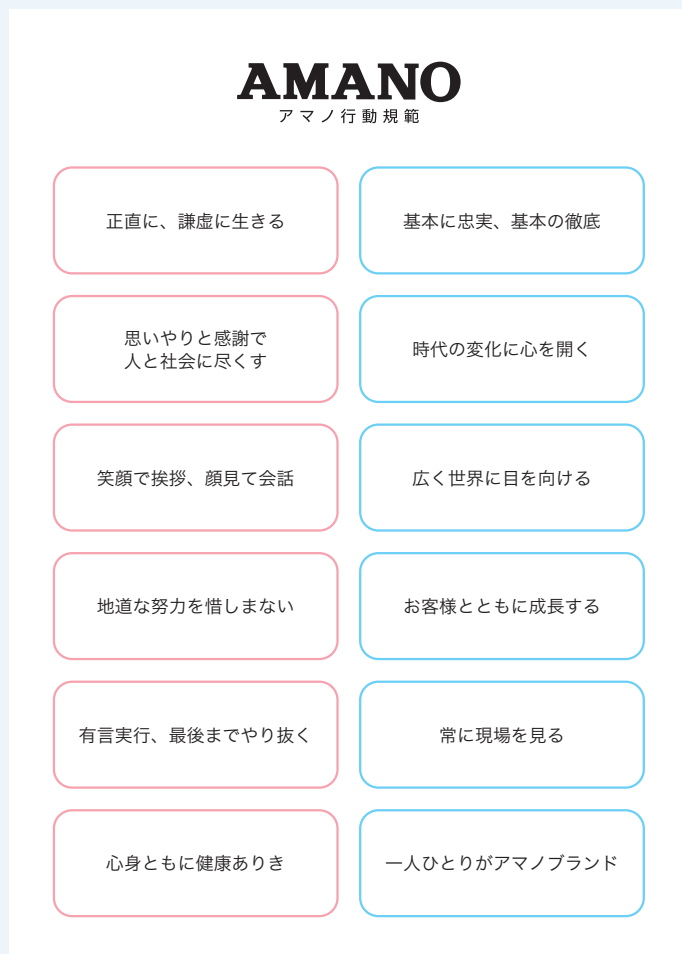 AMANO
アマノ行動規範
正直に、謙虚に生きる
基本に忠実、基本の徹底
思いやりと感謝で
人と社会に尽くす
時代の変化に心を開く
笑顔で挨拶、顔見て会話
広く世界に目を向ける
地道な努力を惜しまない
お客様とともに成長する
有言実行、最後までやり抜く
常に現場を見る
心身ともに健康ありき
一人ひとりがアマノブランド